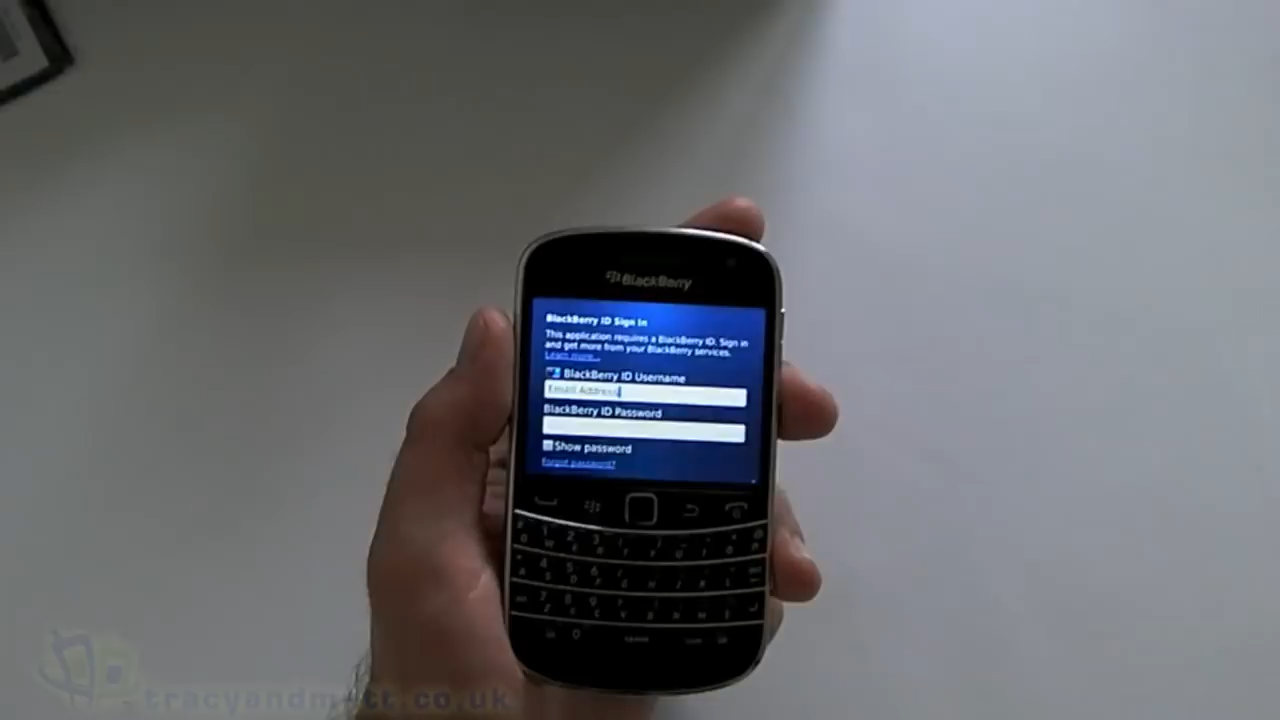 BlackBerry
BlackBerry ID Sign In
This application requires a BlackBerry ID. Sign in
and get more from your BlackBerry services.
Learn more...
BlackBerry ID Username
Email Address
BlackBerry ID Password
Show password
Forgot password?
tracyandmatt.co.uk